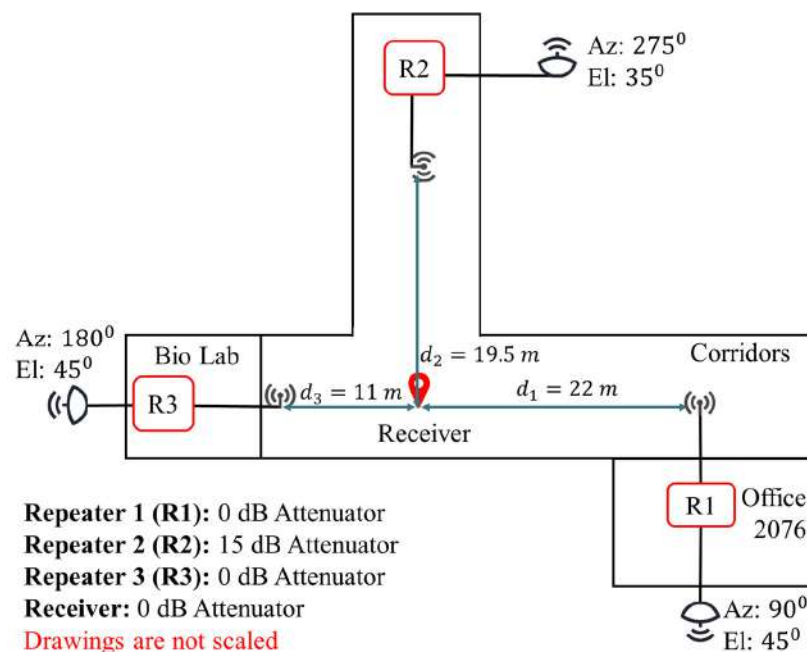 R2
Az: 275⁰
El: 35⁰
Az: 180⁰
El: 45⁰
Bio Lab
R3
d₃ = 11 m
d₂ = 19.5 m
d₁ = 22 m
Corridors
Receiver
R1
Office
2076
Az: 90⁰
El: 45⁰
Repeater 1 (R1): 0 dB Attenuator
Repeater 2 (R2): 15 dB Attenuator
Repeater 3 (R3): 0 dB Attenuator
Receiver: 0 dB Attenuator
Drawings are not scaled